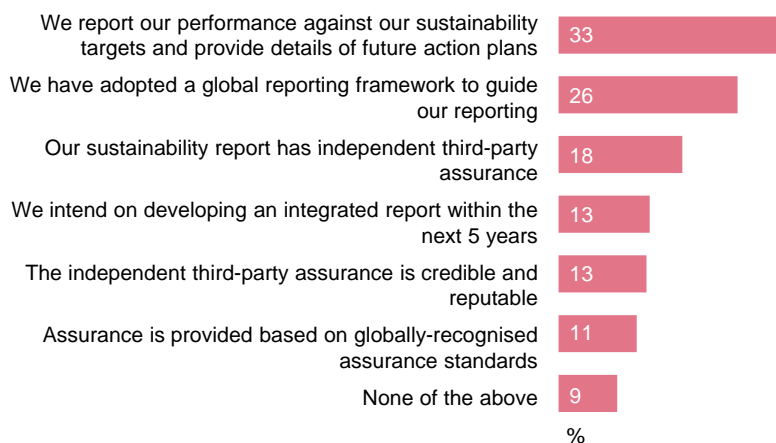 We report our performance against our sustainability
targets and provide details of future action plans
33
We have adopted a global reporting framework to guide
our reporting
26
Our sustainability report has independent third-party
assurance
18
We intend on developing an integrated report within the
next 5 years
13
The independent third-party assurance is credible and
reputable
13
Assurance is provided based on globally-recognised
assurance standards
11
None of the above
9
%